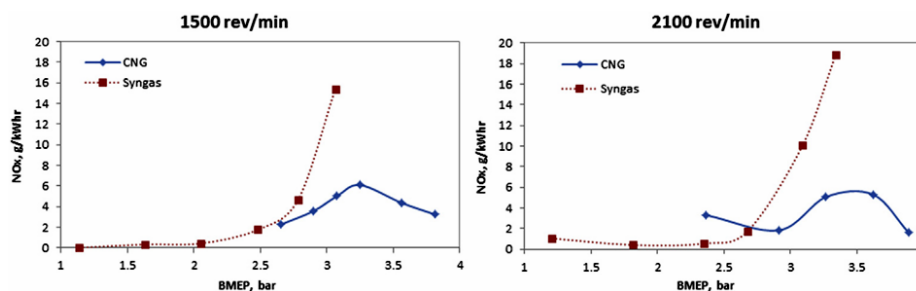 1500 rev/min
20
18
16
14
12
10
8
6
4
2
0
NOx, g/kWhr
CNG
Syngas
1 1.5 2 2.5 3 3.5 4
BMEP, bar
2100 rev/min
20
18
16
14
12
10
8
6
4
2
0
NOx, g/kWhr
CNG
Syngas
1 1.5 2 2.5 3 3.5
BMEP, bar